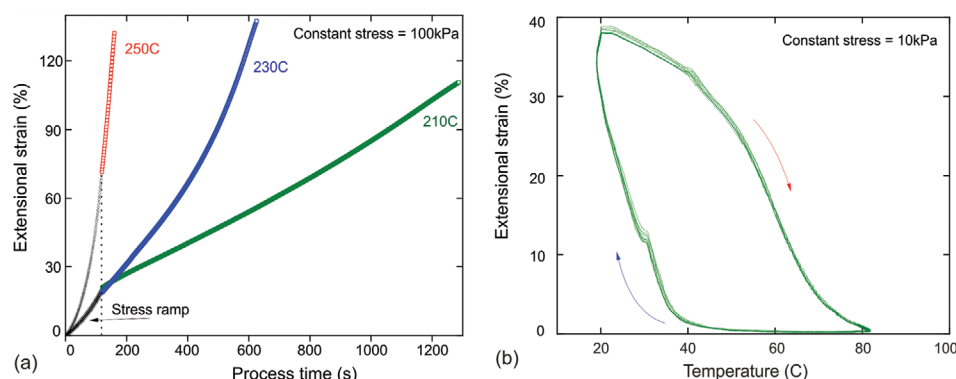 Constant stress = 100kPa
250C
230C
210C
Stress ramp
Extensional strain (%)
120
90
60
30
0
0
200
400
600
800
1000
1200
Process time (s)
(a)
Constant stress = 10kPa
Extensional strain (%)
40
30
20
10
0
20
40
60
80
100
Temperature (C)
(b)